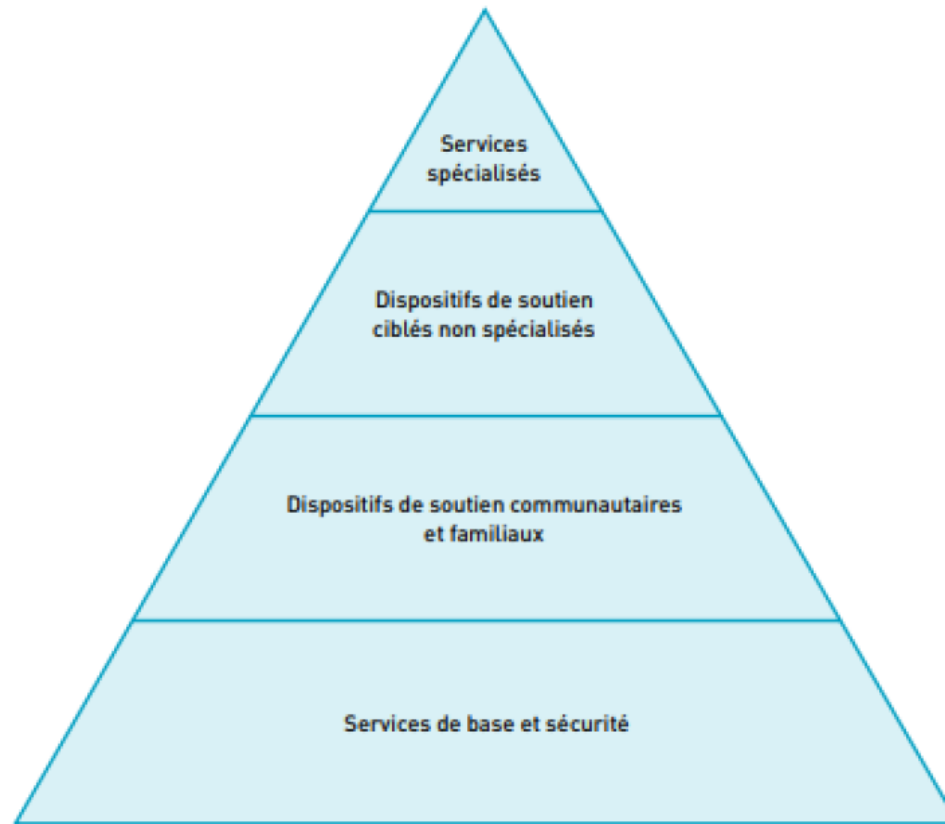 Services
spécialisés
Dispositifs de soutien
ciblés non spécialisés
Dispositifs de soutien communautaires
et familiaux
Services de base et sécurité